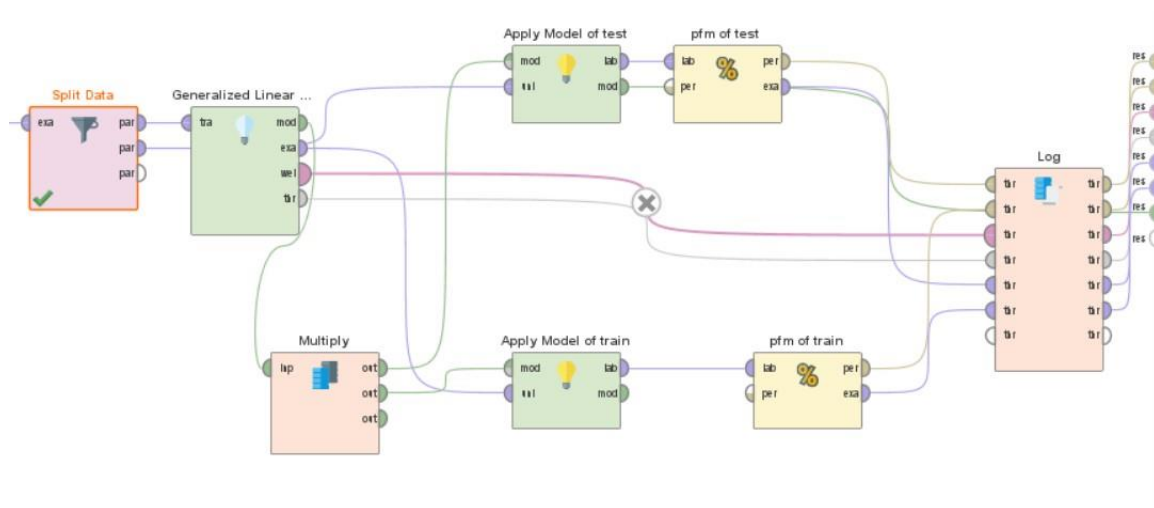 Apply Model of test
pfm of test
mod
lab
lab
per
unl
mod
per
exa
Split Data
Generalized Linear ...
exa
par
tra
mod
par
exa
par
wei
thr
Log
thr
thr
thr
thr
thr
thr
thr
thr
thr
thr
thr
thr
thr
thr
res
res
res
res
res
res
res
res
Multiply
Apply Model of train
pfm of train
inp
out
mod
lab
lab
per
out
unl
mod
per
exa
out